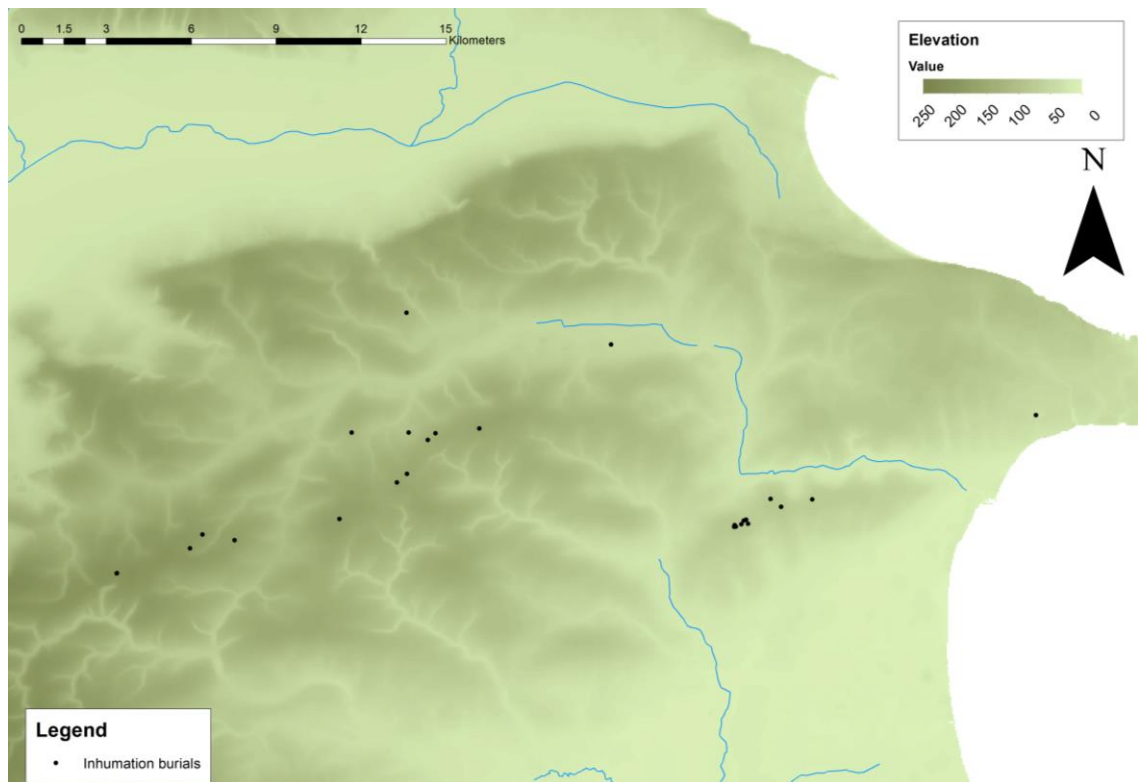 0 1.5 3 6 9 12 15
Kilometers
Elevation
Value
250 200 150 100 50 0
N
Legend
Inhumation burials